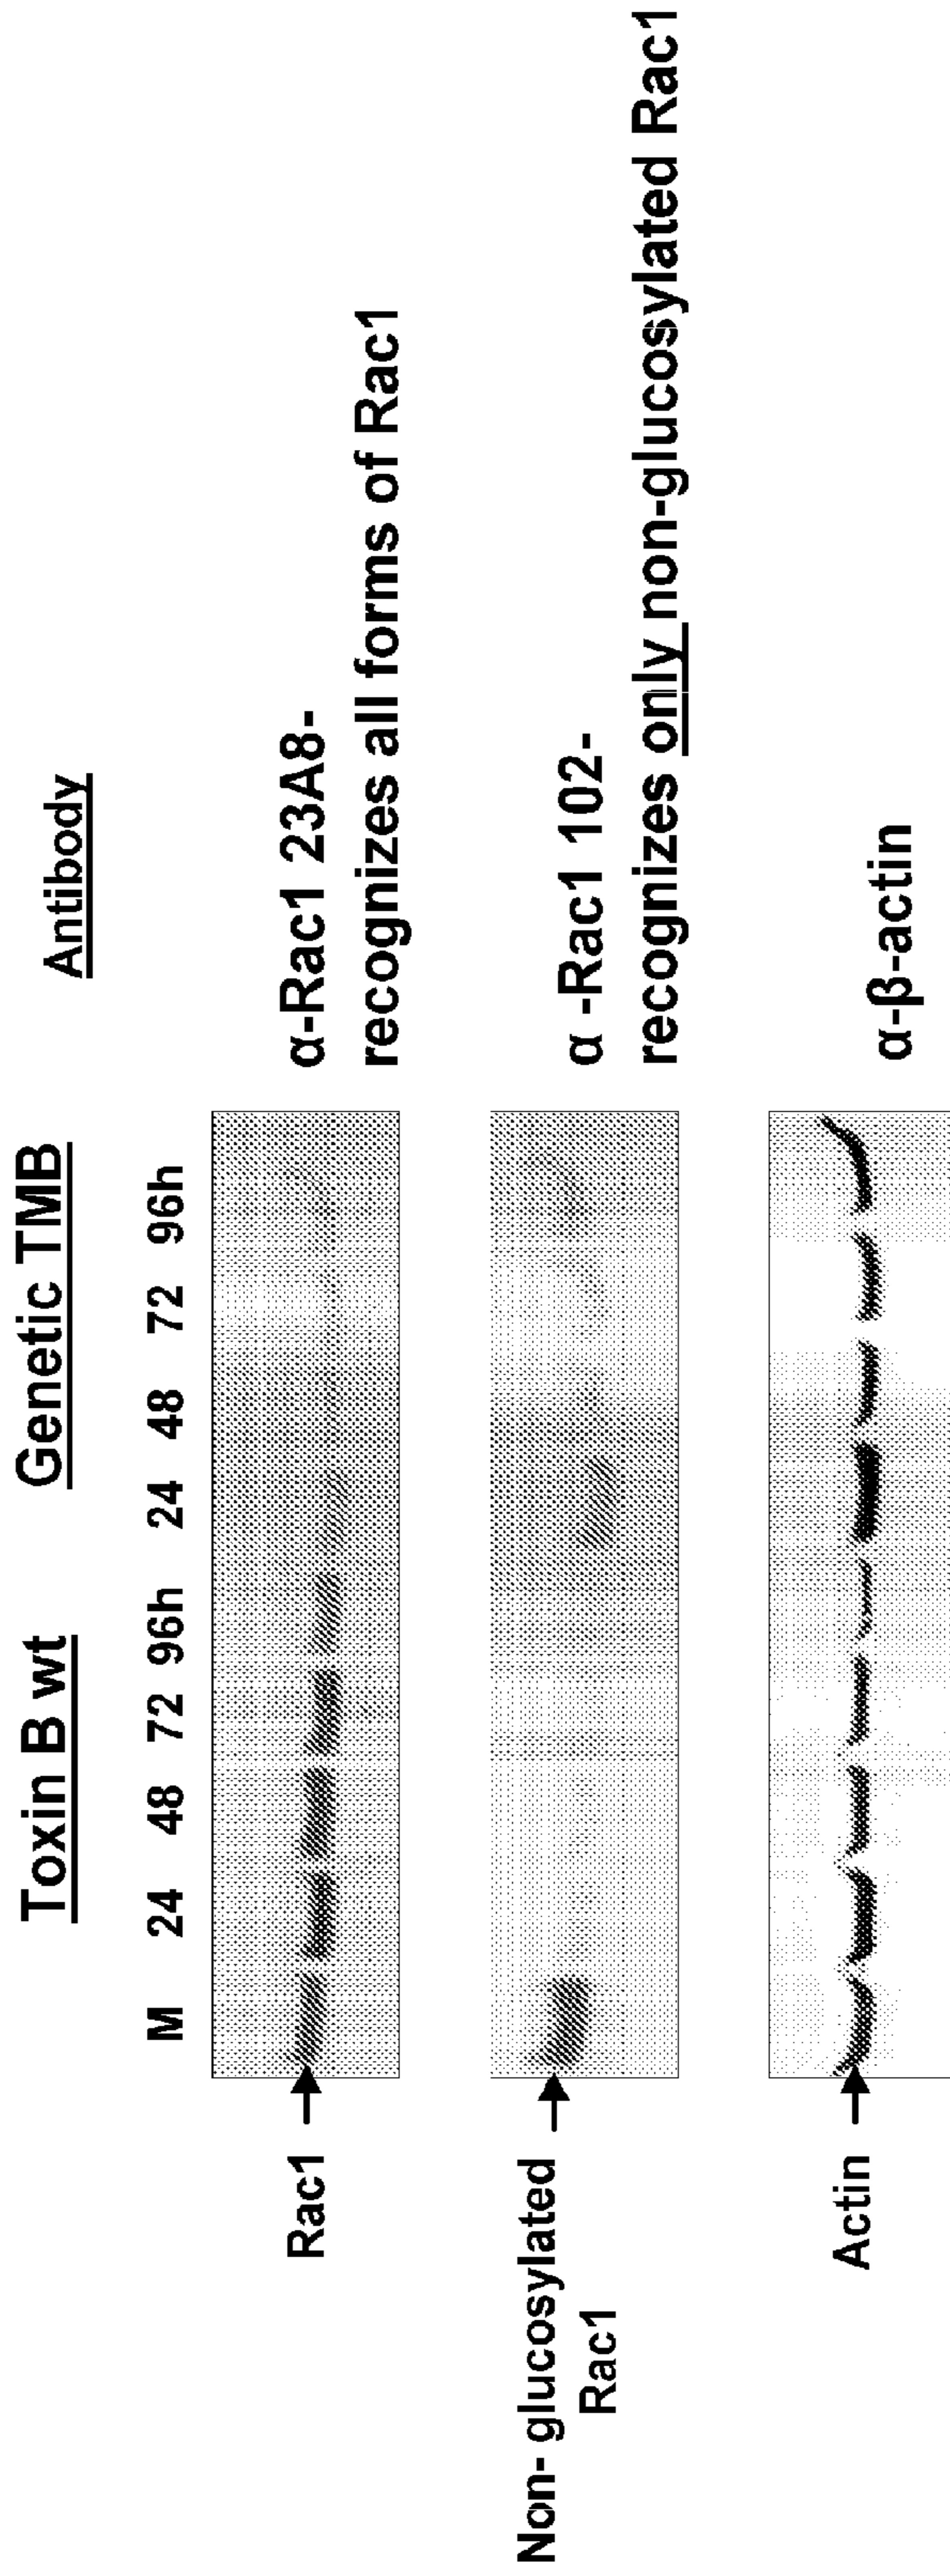 Toxin B wt
Genetic TMB
Antibody
M 24 48 72 96h 24 48 72 96h
Rac1
α-Rac1 23A8-
recognizes all forms of Rac1
Non- glucosylated
Rac1
α -Rac1 102-
recognizes only non-glucosylated Rac1
Actin
α-β-actin